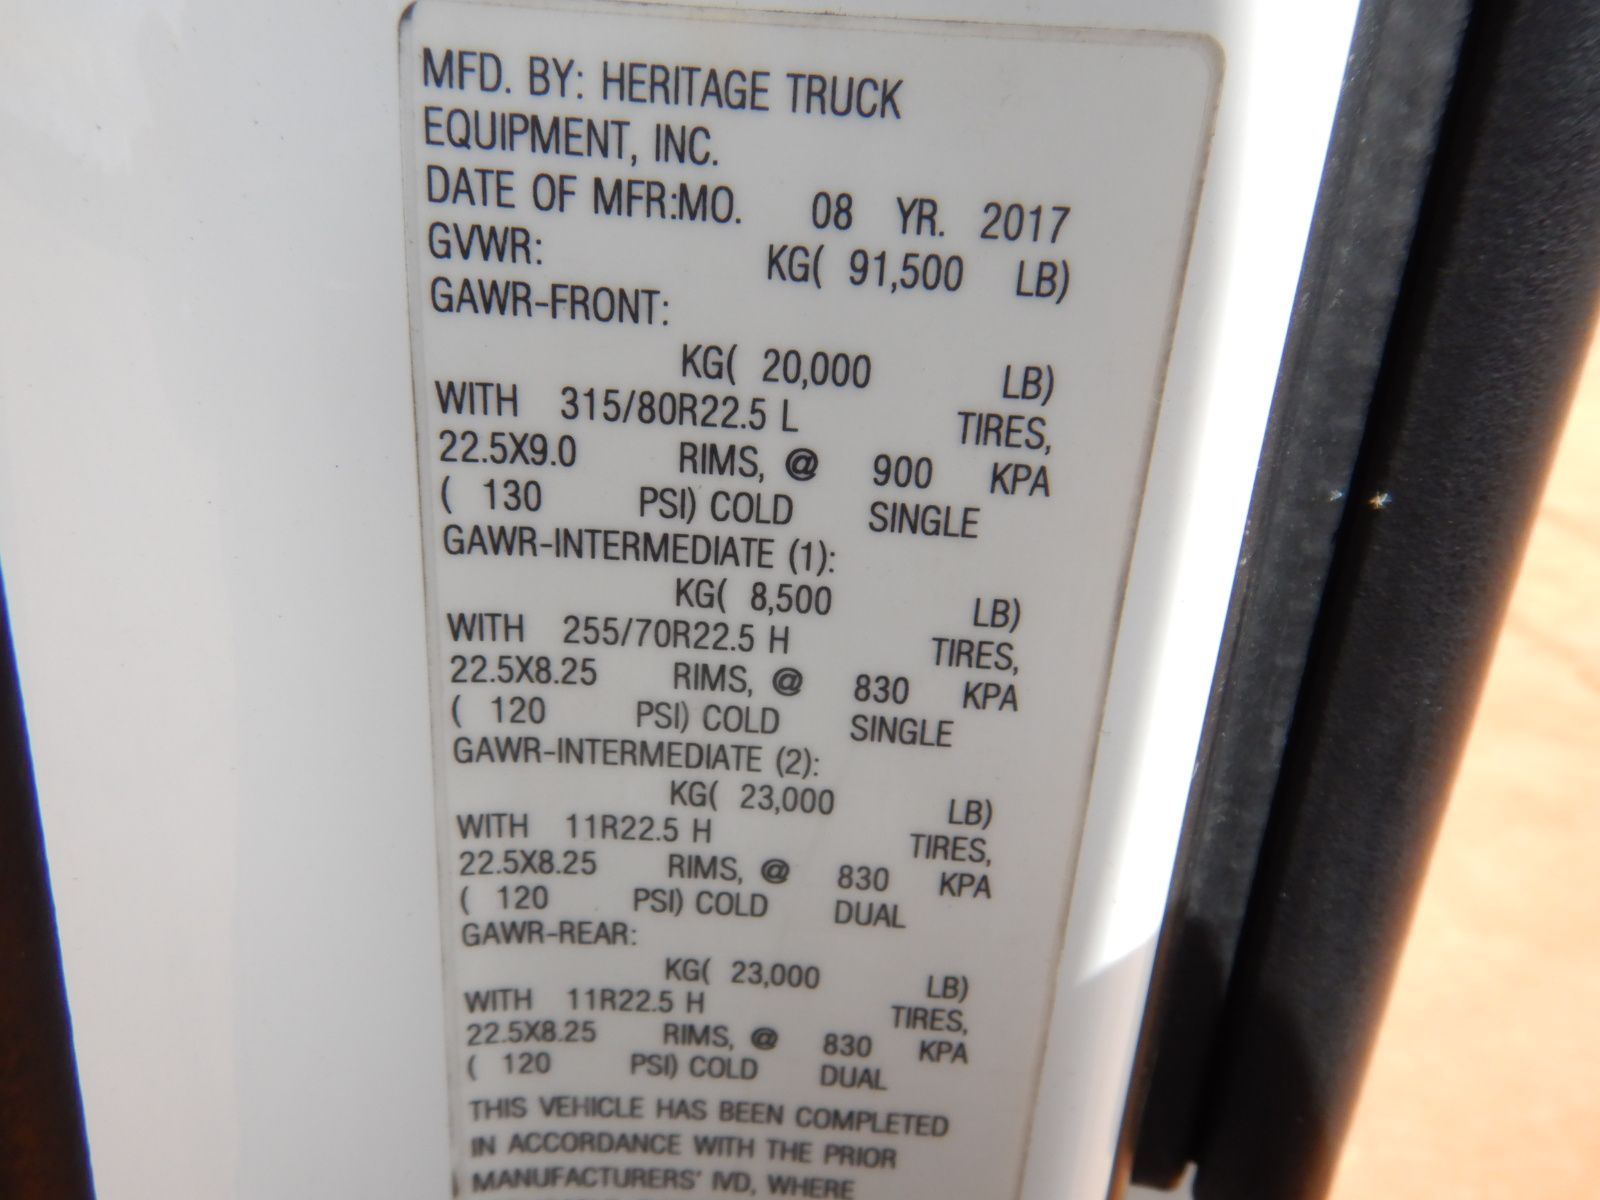 MFD. BY: HERITAGE TRUCK
EQUIPMENT, INC.
DATE OF MFR:MO. 08 YR. 2017
GVWR: KG( 91,500 LB)
GAWR-FRONT:
KG( 20,000 LB)
WITH 315/80R22.5 L TIRES,
22.5X9.0 RIMS, @ 900 KPA
( 130 PSI) COLD SINGLE
GAWR-INTERMEDIATE (1):
KG( 8,500 LB)
WITH 255/70R22.5 H TIRES,
22.5X8.25 RIMS, @ 830 KPA
( 120 PSI) COLD SINGLE
GAWR-INTERMEDIATE (2):
KG( 23,000 LB)
WITH 11R22.5 H TIRES,
22.5X8.25 RIMS, @ 830 KPA
( 120 PSI) COLD DUAL
GAWR-REAR:
KG( 23,000 LB)
WITH 11R22.5 H TIRES,
22.5X8.25 RIMS, @ 830 KPA
( 120 PSI) COLD DUAL
THIS VEHICLE HAS BEEN COMPLETED
IN ACCORDANCE WITH THE PRIOR
MANUFACTURERS' IVD, WHERE